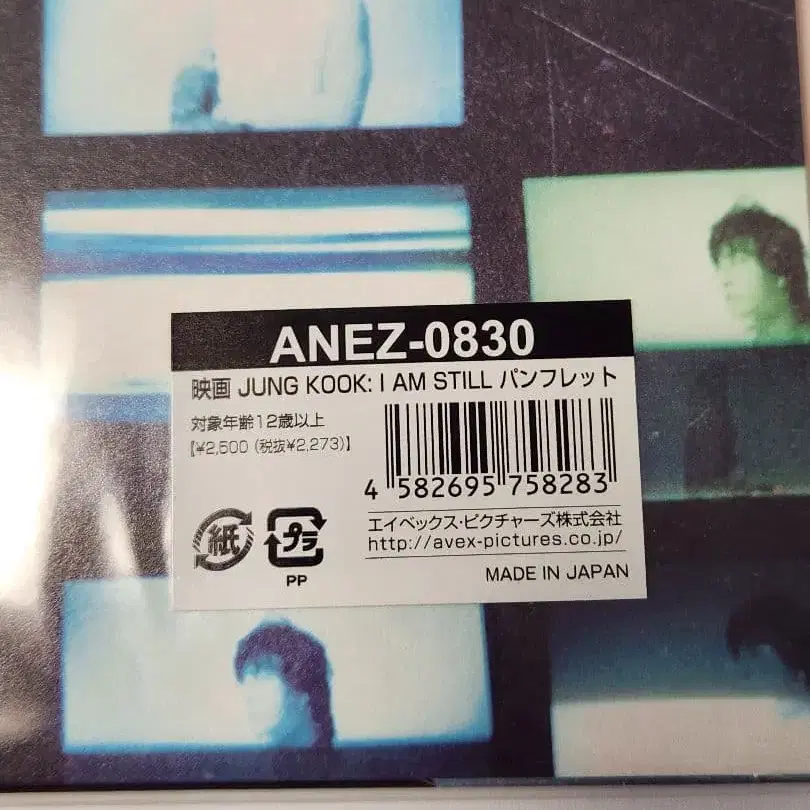 ANEZ-0830
映画 JUNG KOOK: I AM STILL パンフレット
対象年齢12歳以上
【¥2,500 (税抜¥2,273)】
4 582695 758283
紙
プラ
PP
エイベックス・ピクチャーズ株式会社
http://avex-pictures.co.jp/
MADE IN JAPAN